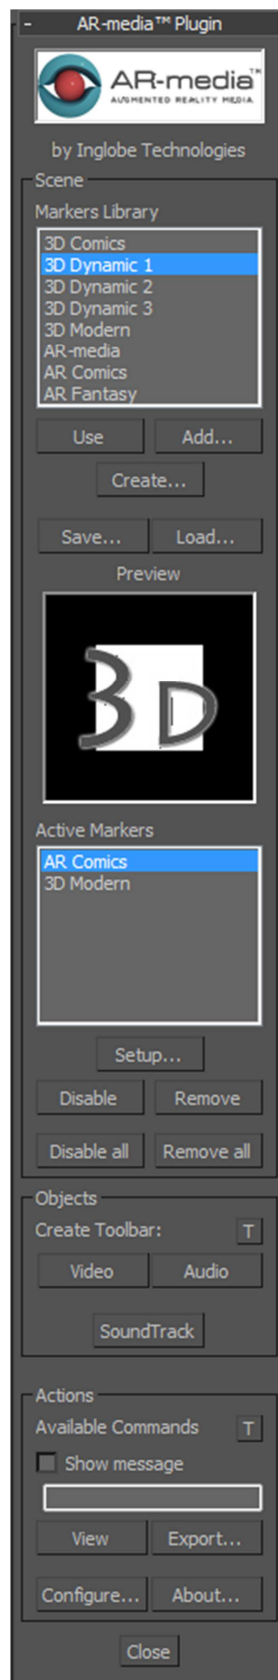 - AR-media™ Plugin
AR-media™
AUGMENTED REALITY MEDIA
by Inglobe Technologies
Scene
Markers Library
3D Comics
3D Dynamic 1
3D Dynamic 2
3D Dynamic 3
3D Modern
AR-media
AR Comics
AR Fantasy
Use Add...
Create...
Save... Load...
Preview
3D
Active Markers
AR Comics
3D Modern
Setup...
Disable Remove
Disable all Remove all
Objects
Create Toolbar: T
Video Audio
SoundTrack
Actions
Available Commands T
Show message
View Export...
Configure... About...
Close